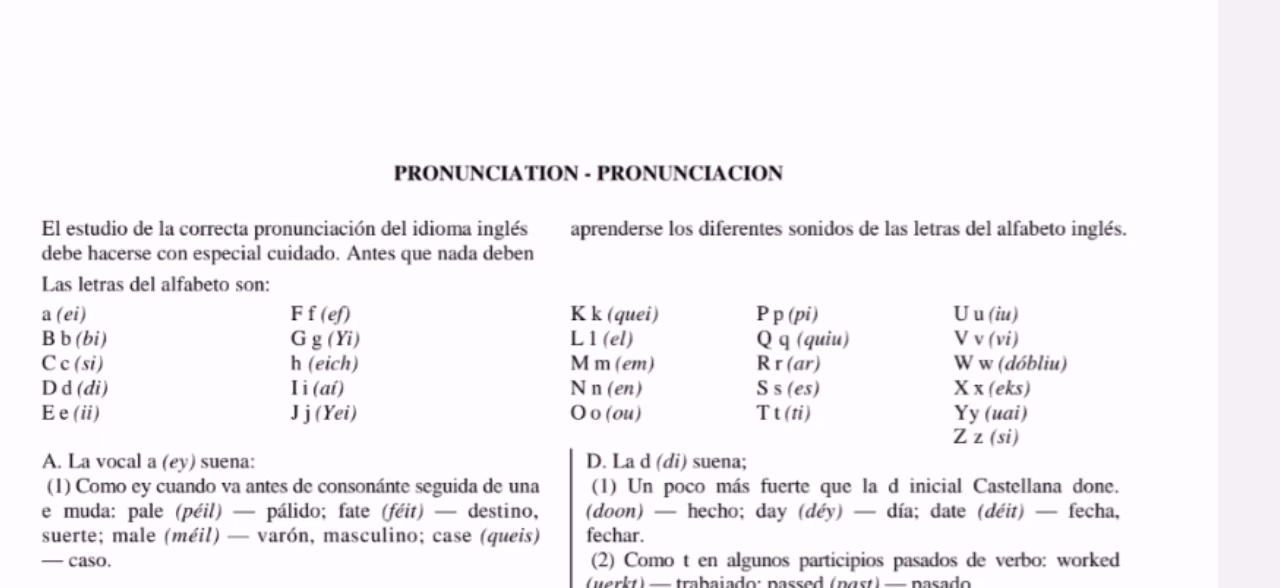 PRONUNCIATION - PRONUNCIACION
El estudio de la correcta pronunciación del idioma inglés
debe hacerse con especial cuidado. Antes que nada deben
aprenderse los diferentes sonidos de las letras del alfabeto inglés.
Las letras del alfabeto son:
a (ei)
B b (bi)
C c (si)
D d (di)
E e (ii)
F f (ef)
G g (Yi)
h (eich)
I i (aí)
J j (Yei)
K k (quei)
L l (el)
M m (em)
N n (en)
O o (ou)
P p (pi)
Q q (quiu)
R r (ar)
S s (es)
T t (ti)
U u (iu)
V v (vi)
W w (dóbliu)
X x (eks)
Yy (uai)
Z z (si)
A. La vocal a (ey) suena:
(1) Como ey cuando va antes de consonánte seguida de una
e muda: pale (péil) — pálido; fate (féit) — destino,
suerte; male (méil) — varón, masculino; case (queis)
— caso.
D. La d (di) suena;
(1) Un poco más fuerte que la d inicial Castellana done.
(doon) — hecho; day (déy) — día; date (déit) — fecha,
fechar.
(2) Como t en algunos participios pasados de verbo: worked
(uerkt) — trabajado; passed (past) — pasado